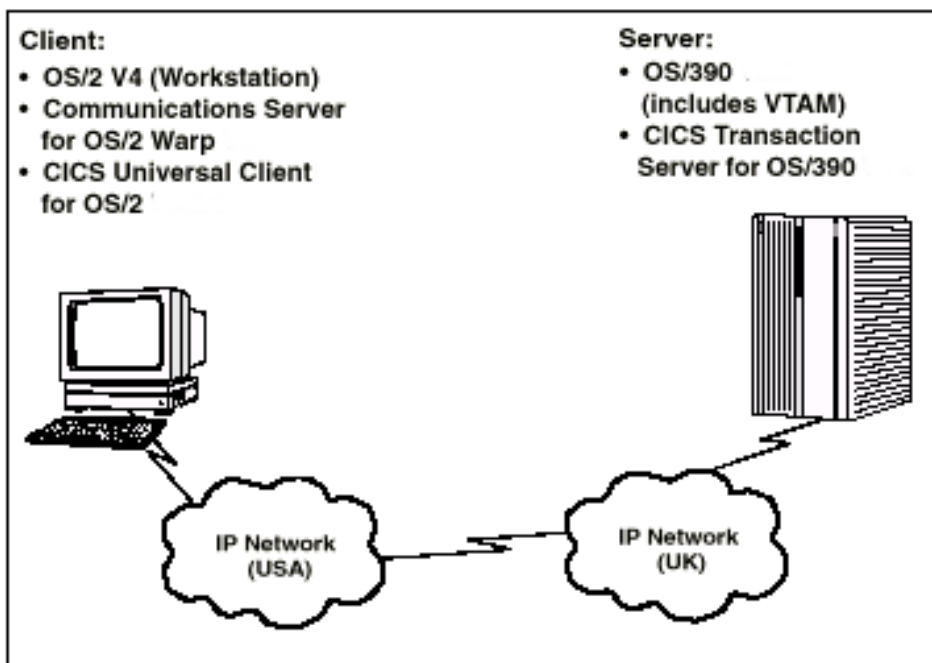 Client:
• OS/2 V4 (Workstation)
• Communications Server
for OS/2 Warp
• CICS Universal Client
for OS/2
Server:
• OS/390
(includes VTAM)
• CICS Transaction
Server for OS/390
IP Network
(USA)
IP Network
(UK)